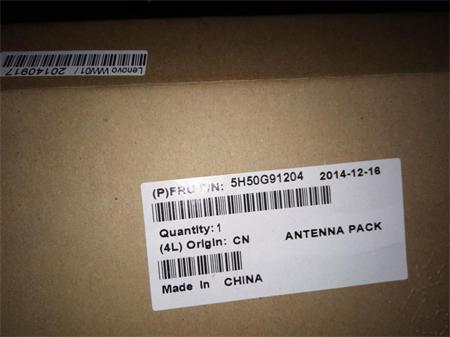 Lenovo WW01 /
20140917
(P)FRU P/N: 5H50G91204 2014-12-16
Quantity: 1
(4L) Origin: CN ANTENNA PACK
Made In CHINA